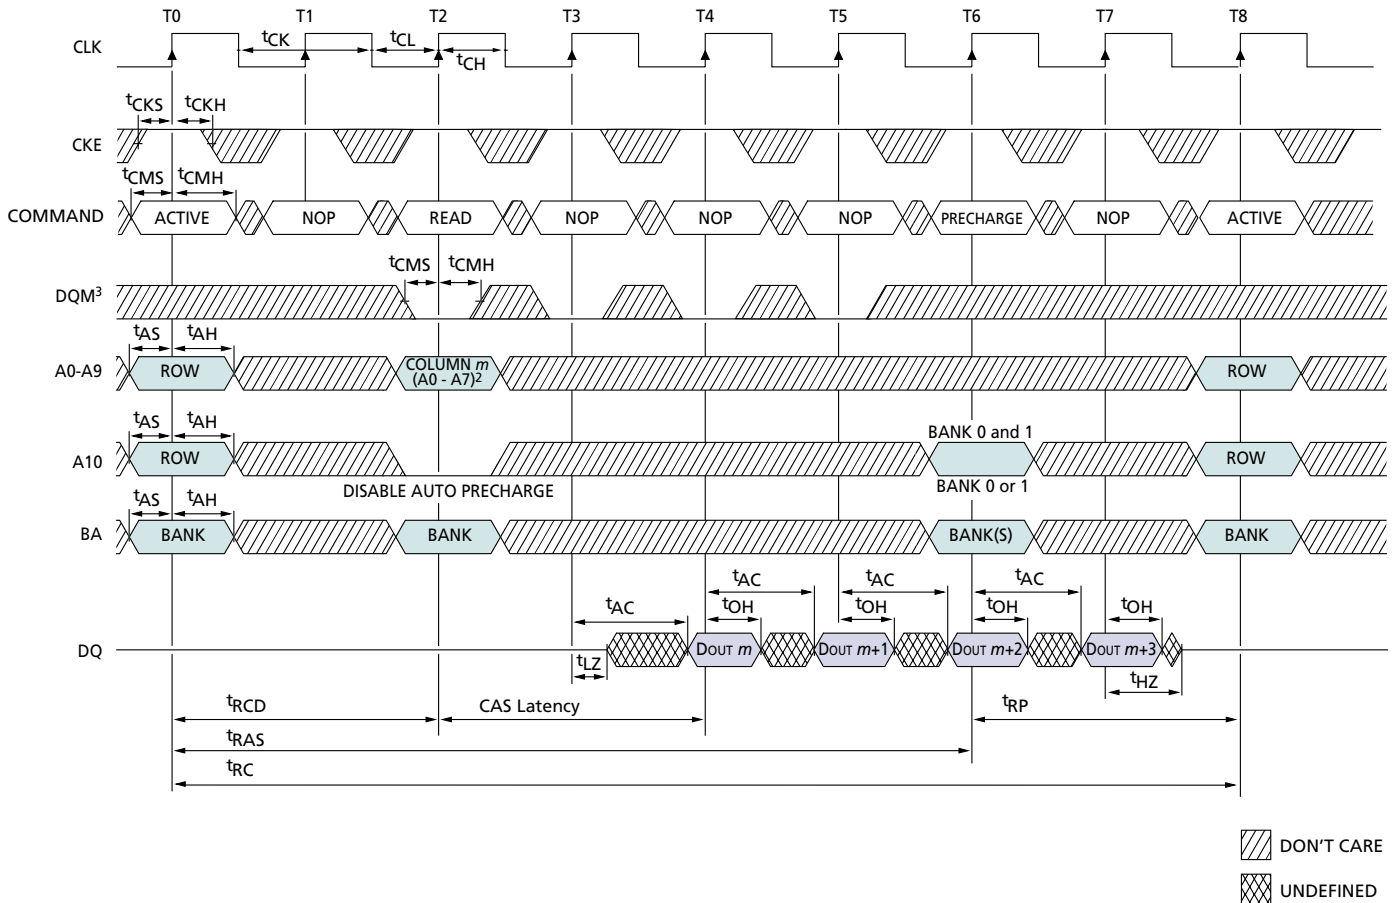 T0 T1 T2 T3 T4 T5 T6 T7 T8
CLK tCK tCL tCH
tCKS tCKH
CKE
tCMS tCMH
COMMAND ACTIVE NOP READ NOP NOP NOP PRECHARGE NOP ACTIVE
tCMS tCMH
DQM3
tAS tAH
A0-A9 ROW COLUMN m ROW
(A0 - A7)2
tAS tAH BANK 0 and 1
A10 ROW ROW
DISABLE AUTO PRECHARGE BANK 0 or 1
tAS tAH
BA BANK BANK BANK(S) BANK
tAC tAC tAC
tAC tOH tOH tOH tOH
DQ DOUT m DOUT m+1 DOUT m+2 DOUT m+3
tLZ tHZ
tRCD CAS Latency tRP
tRAS
tRC
DON'T CARE
UNDEFINED